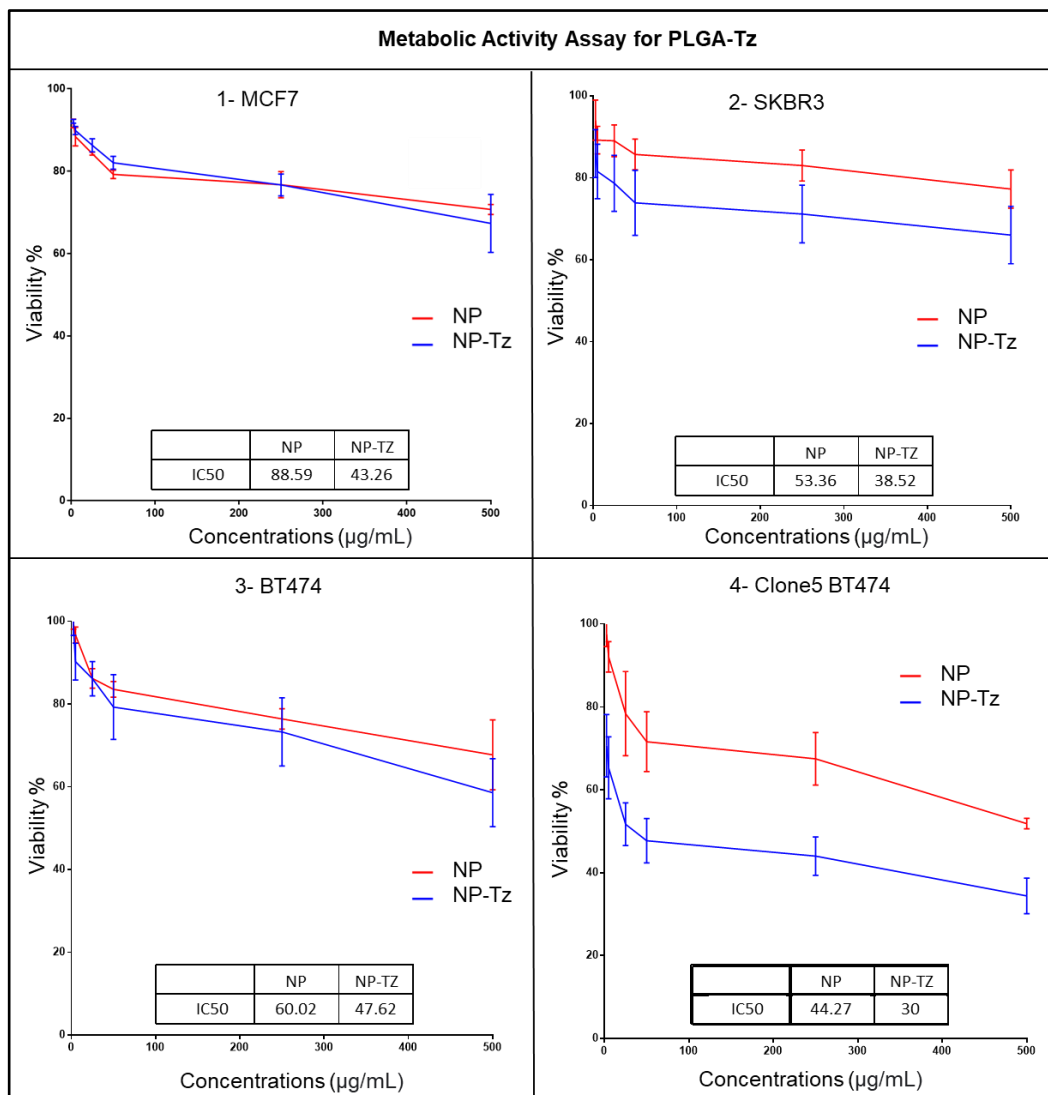 Metabolic Activity Assay for PLGA-Tz
1- MCF7
100
80
60
40
20
0
Viability %
NP
NP-Tz
NP NP-TZ
IC50 88.59 43.26
0 100 200 300 400 500
Concentrations (µg/mL)
2- SKBR3
100
80
60
40
20
0
Viability %
NP
NP-Tz
NP NP-TZ
IC50 53.36 38.52
0 100 200 300 400 500
Concentrations (µg/mL)
3- BT474
100
80
60
40
20
0
Viability %
NP
NP-Tz
NP NP-TZ
IC50 60.02 47.62
0 100 200 300 400 500
Concentrations (µg/mL)
4- Clone5 BT474
100
80
60
40
20
0
Viability %
NP
NP-Tz
NP NP-TZ
IC50 44.27 30
0 100 200 300 400 500
Concentrations (µg/mL)